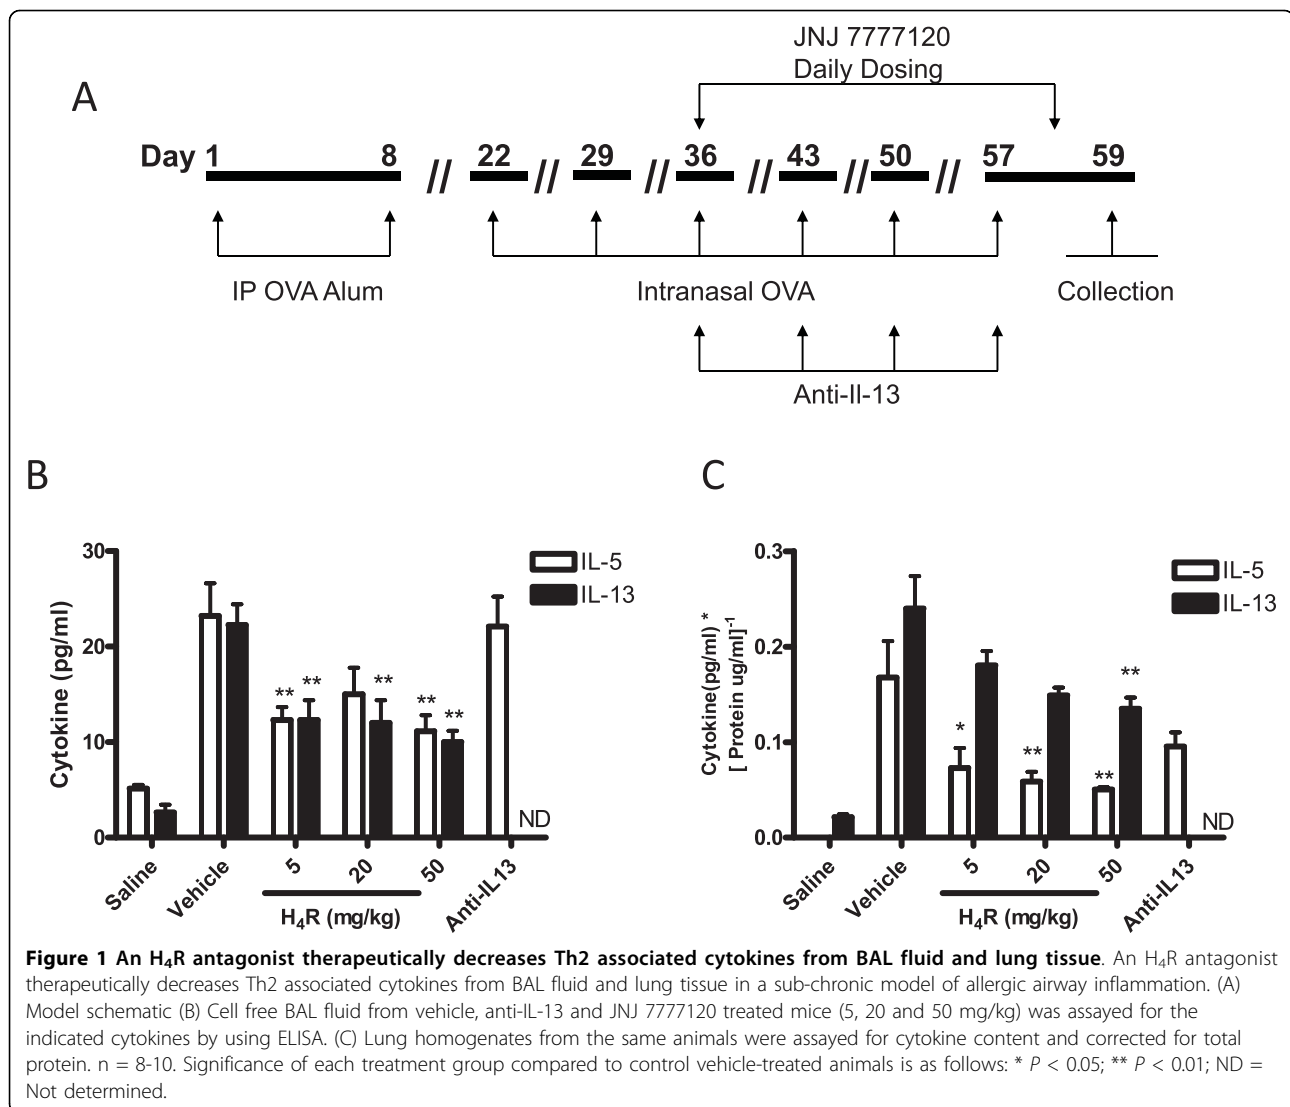 A
JNJ 7777120
Daily Dosing
Day 1 8 // 22 // 29 // 36 // 43 // 50 // 57 59
IP OVA Alum
Intranasal OVA
Collection
Anti-Il-13
B
30
20
10
0
Cytokine (pg/ml)
IL-5
IL-13
** ** ** ** **
ND
Saline
Vehicle
5
20
50
Anti-IL13
H₄R (mg/kg)
C
0.3
0.2
0.1
0.0
Cytokine(pg/ml) *
[ Protein ug/ml]⁻¹
IL-5
IL-13
* ** ** **
ND
Saline
Vehicle
5
20
50
Anti-IL13
H₄R (mg/kg)
Figure 1 An H₄R antagonist therapeutically decreases Th2 associated cytokines from BAL fluid and lung tissue. An H₄R antagonist
therapeutically decreases Th2 associated cytokines from BAL fluid and lung tissue in a sub-chronic model of allergic airway inflammation. (A)
Model schematic (B) Cell free BAL fluid from vehicle, anti-IL-13 and JNJ 7777120 treated mice (5, 20 and 50 mg/kg) was assayed for the
indicated cytokines by using ELISA. (C) Lung homogenates from the same animals were assayed for cytokine content and corrected for total
protein. n = 8-10. Significance of each treatment group compared to control vehicle-treated animals is as follows: * P < 0.05; ** P < 0.01; ND =
Not determined.